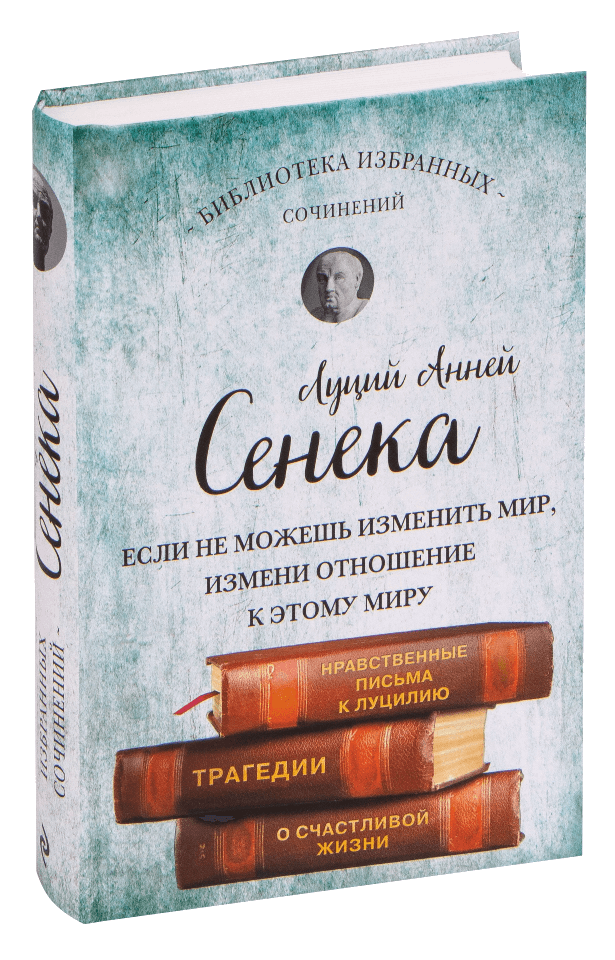 - БИБЛИОТЕКА ИЗБРАННЫХ -
СОЧИНЕНИЙ
Луций Анней
Сенека
ЕСЛИ НЕ МОЖЕШЬ ИЗМЕНИТЬ МИР,
ИЗМЕНИ ОТНОШЕНИЕ
К ЭТОМУ МИРУ
НРАВСТВЕННЫЕ
ПИСЬМА
К ЛУЦИЛИЮ
ТРАГЕДИИ
О СЧАСТЛИВОЙ
ЖИЗНИ
Сенека
ИЗБРАННЫХ
СОЧИНЕНИЙ -